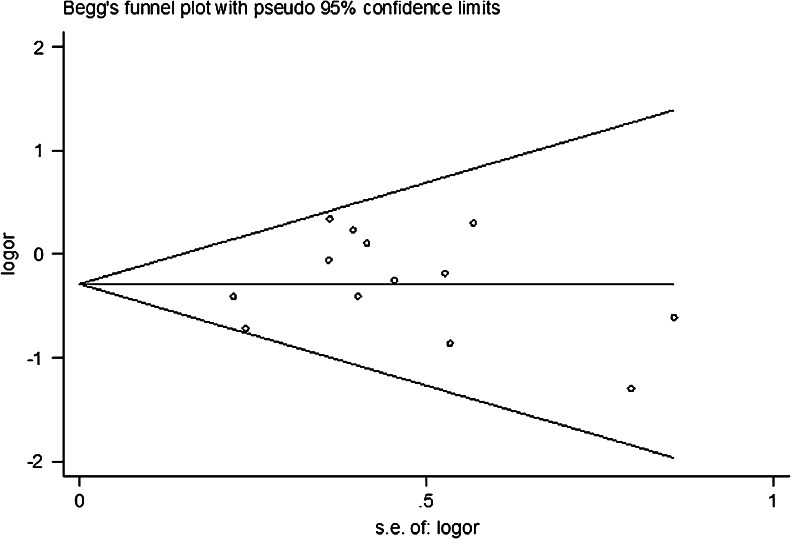 Begg's funnel plot with pseudo 95% confidence limits
logor
2
1
0
-1
-2
0
.5
1
s.e. of: logor